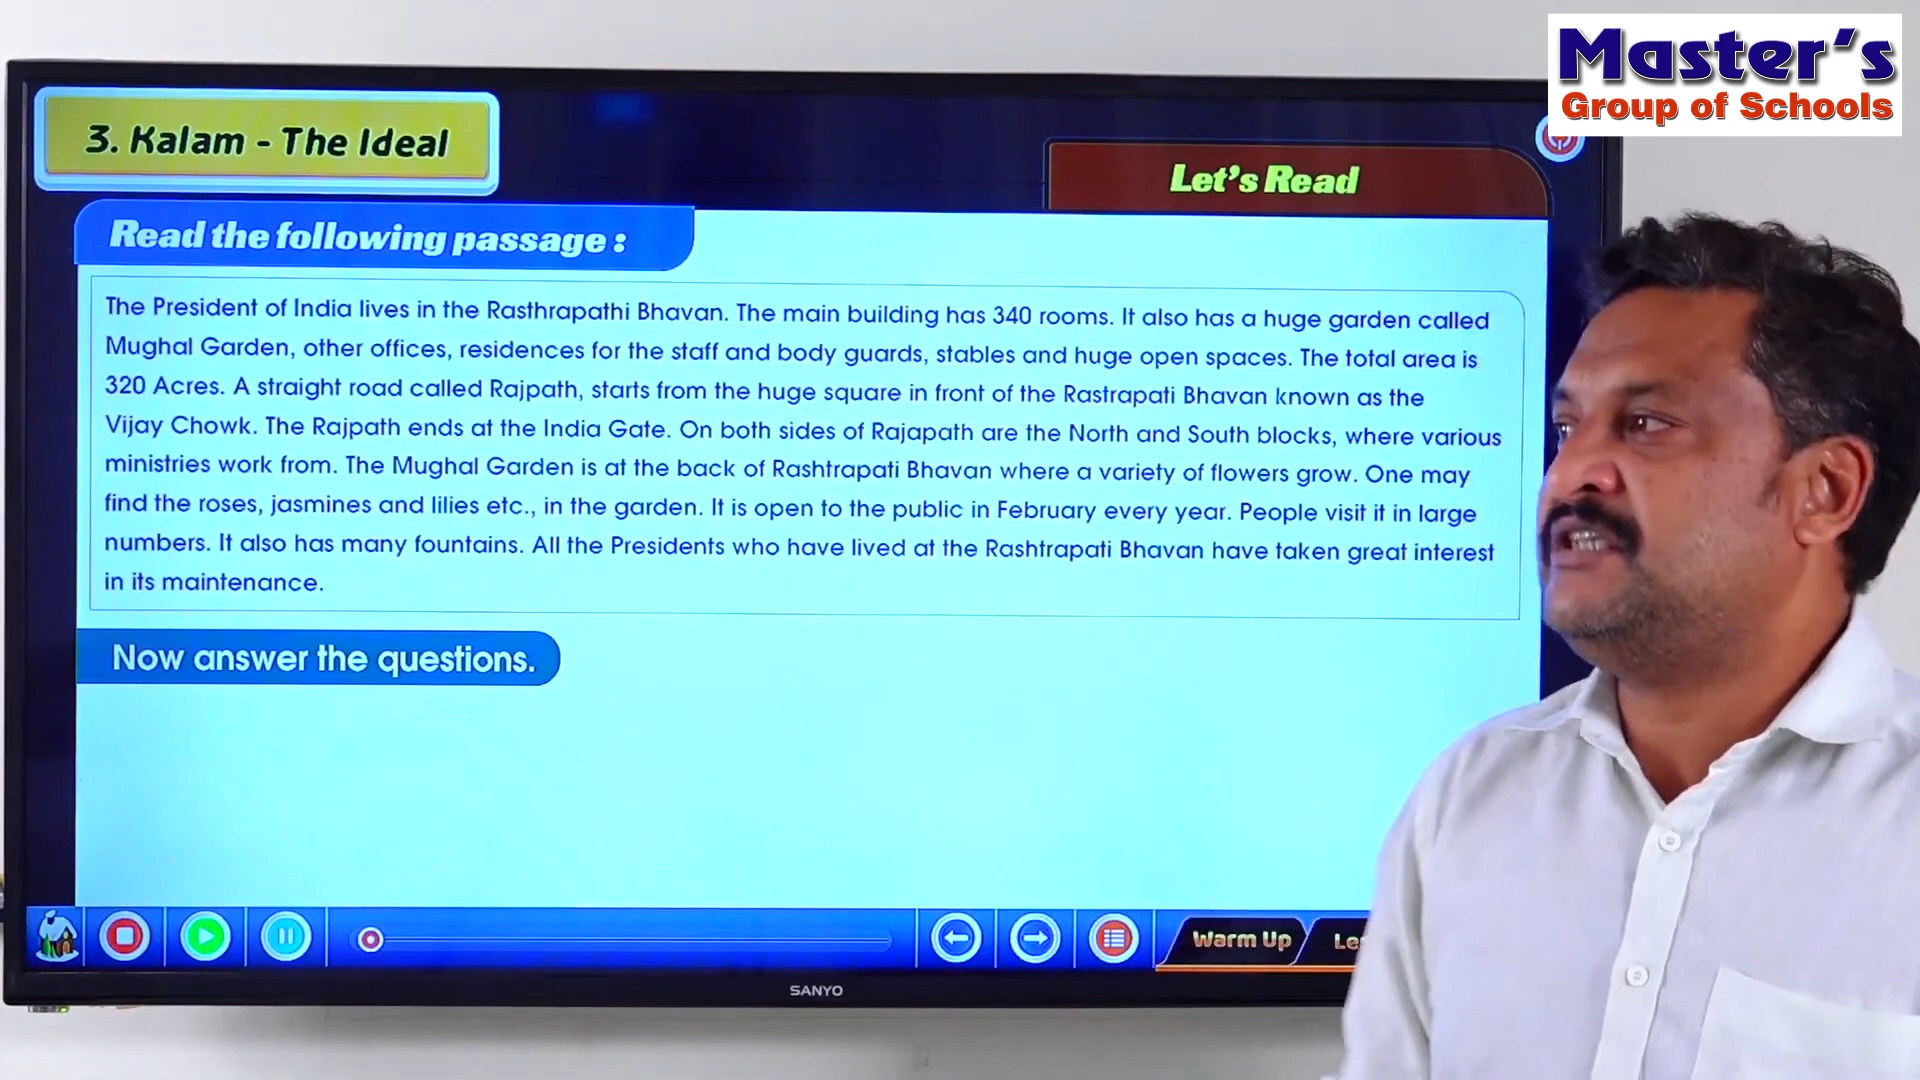 Master's
Group of Schools
3. Kalam - The Ideal
Let's Read
Read the following passage :
The President of India lives in the Rasthrapathi Bhavan. The main building has 340 rooms. It also has a huge garden called
Mughal Garden, other offices, residences for the staff and body guards, stables and huge open spaces. The total area is
320 Acres. A straight road called Rajpath, starts from the huge square in front of the Rastrapati Bhavan known as the
Vijay Chowk. The Rajpath ends at the India Gate. On both sides of Rajapath are the North and South blocks, where various
ministries work from. The Mughal Garden is at the back of Rashtrapati Bhavan where a variety of flowers grow. One may
find the roses, jasmines and lilies etc., in the garden. It is open to the public in February every year. People visit it in large
numbers. It also has many fountains. All the Presidents who have lived at the Rashtrapati Bhavan have taken great interest
in its maintenance.
Now answer the questions.
Warm Up
SANYO